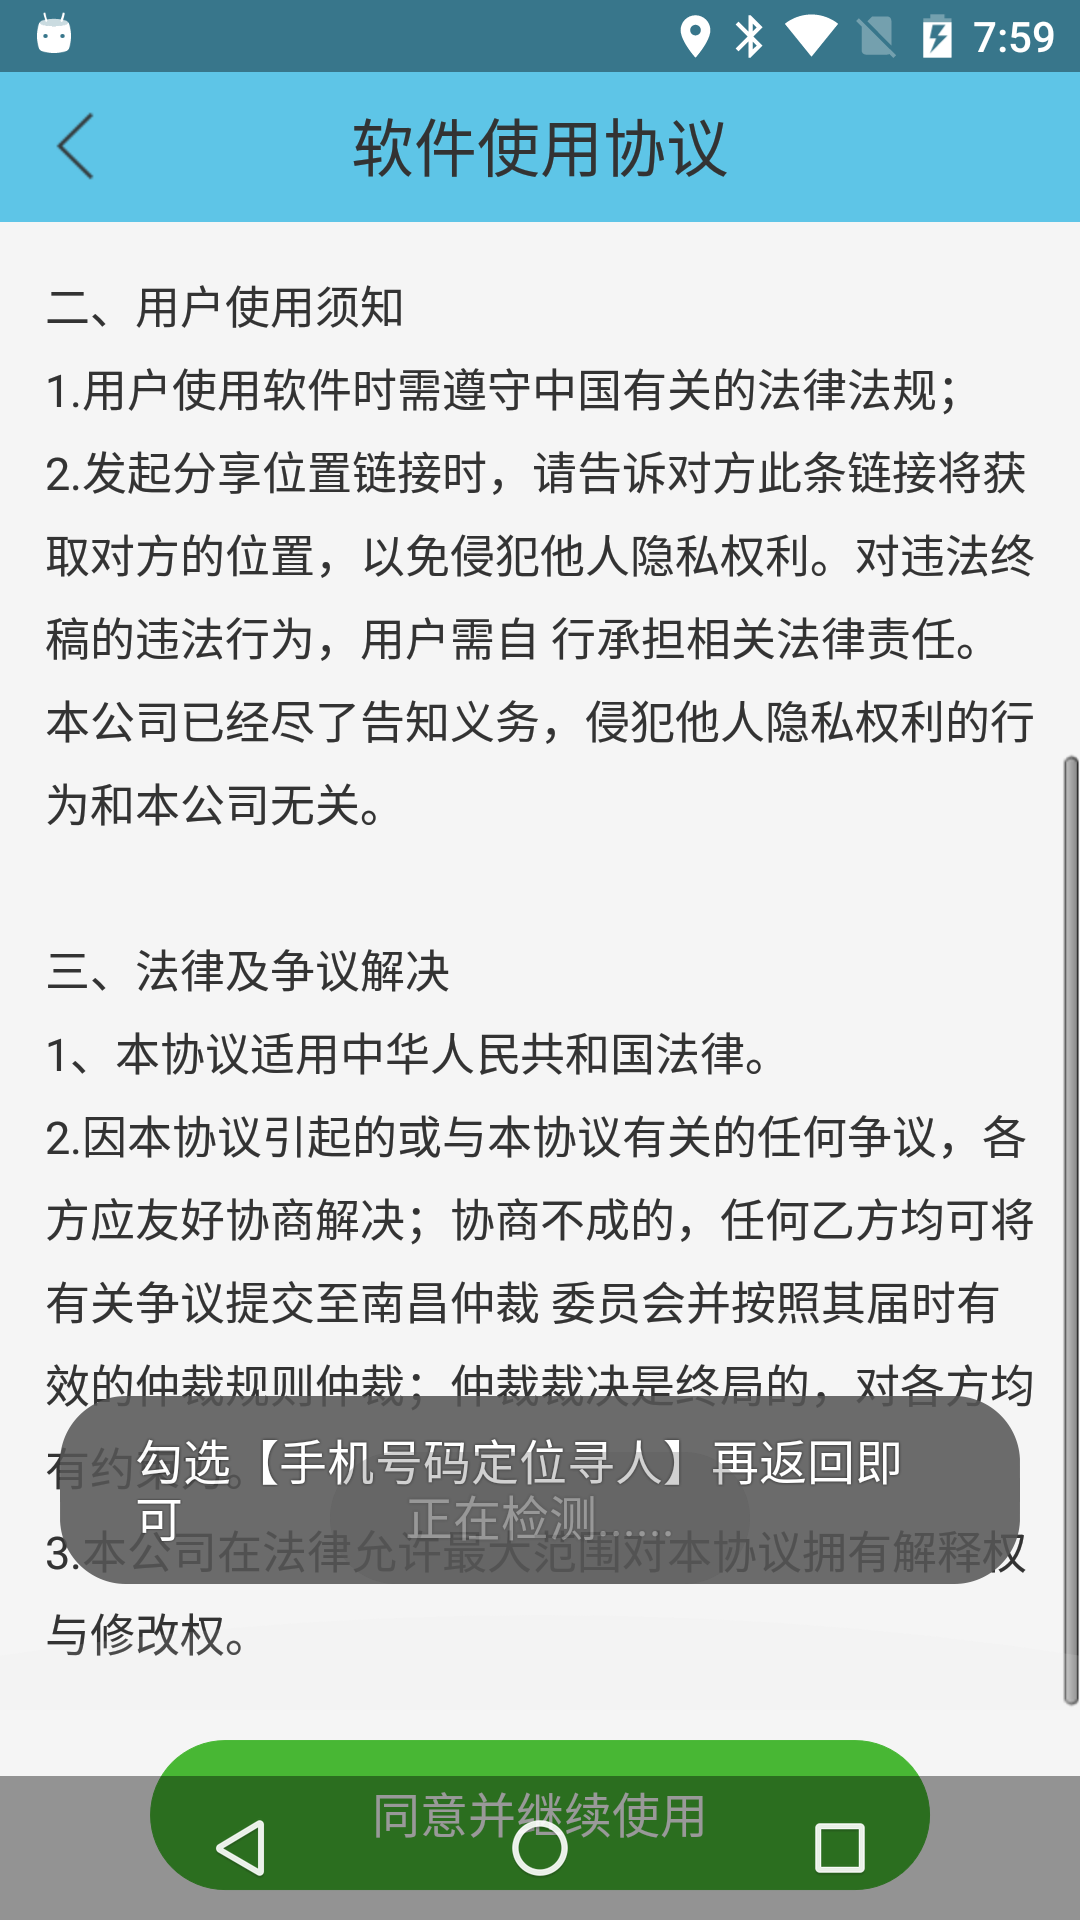 7:59
软件使用协议
二、用户使用须知
1.用户使用软件时需遵守中国有关的法律法规；
2.发起分享位置链接时，请告诉对方此条链接将获
取对方的位置，以免侵犯他人隐私权利。对违法终
稿的违法行为，用户需自 行承担相关法律责任。
本公司已经尽了告知义务，侵犯他人隐私权利的行
为和本公司无关。
三、法律及争议解决
1、本协议适用中华人民共和国法律。
2.因本协议引起的或与本协议有关的任何争议，各
方应友好协商解决；协商不成的，任何乙方均可将
有关争议提交至南昌仲裁 委员会并按照其届时有
效的仲裁规则仲裁；仲裁裁决是终局的，对各方均
有约束力。
勾选【手机号码定位寻人】再返回即
可
正在检测......
3.本公司在法律允许最大范围对本协议拥有解释权
与修改权。
同意并继续使用